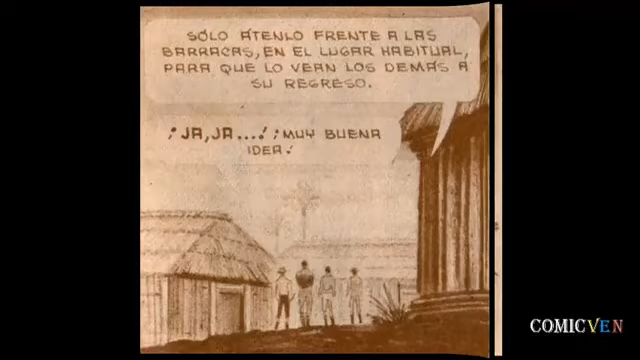 SÓLO ÁTENLO FRENTE A LAS
BARRACAS, EN EL LUGAR HABITUAL,
PARA QUE LO VEAN LOS DEMÁS A
SU REGRESO.
¡JA, JA...! ¡MUY BUENA
IDEA!
COMICVEN